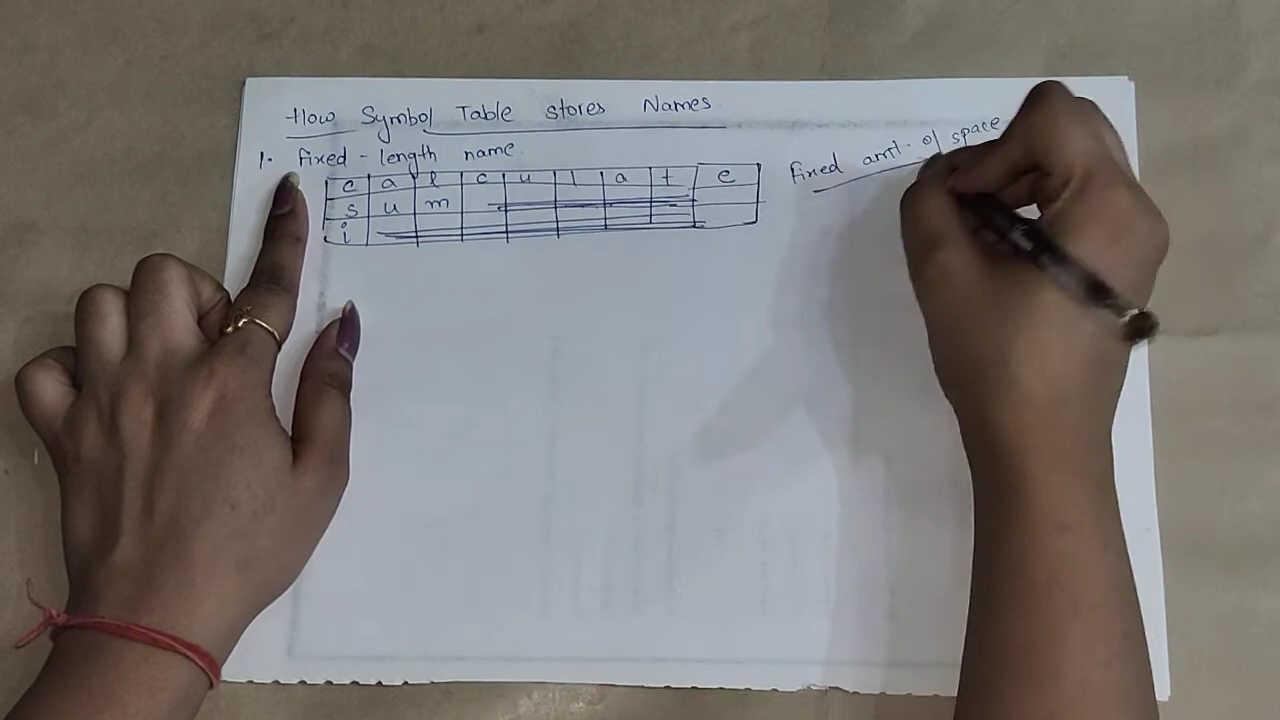 How Symbol Table stores Names.
1. fixed-length name.
c a l c u l a t e
s u m
i
fixed amt. of space